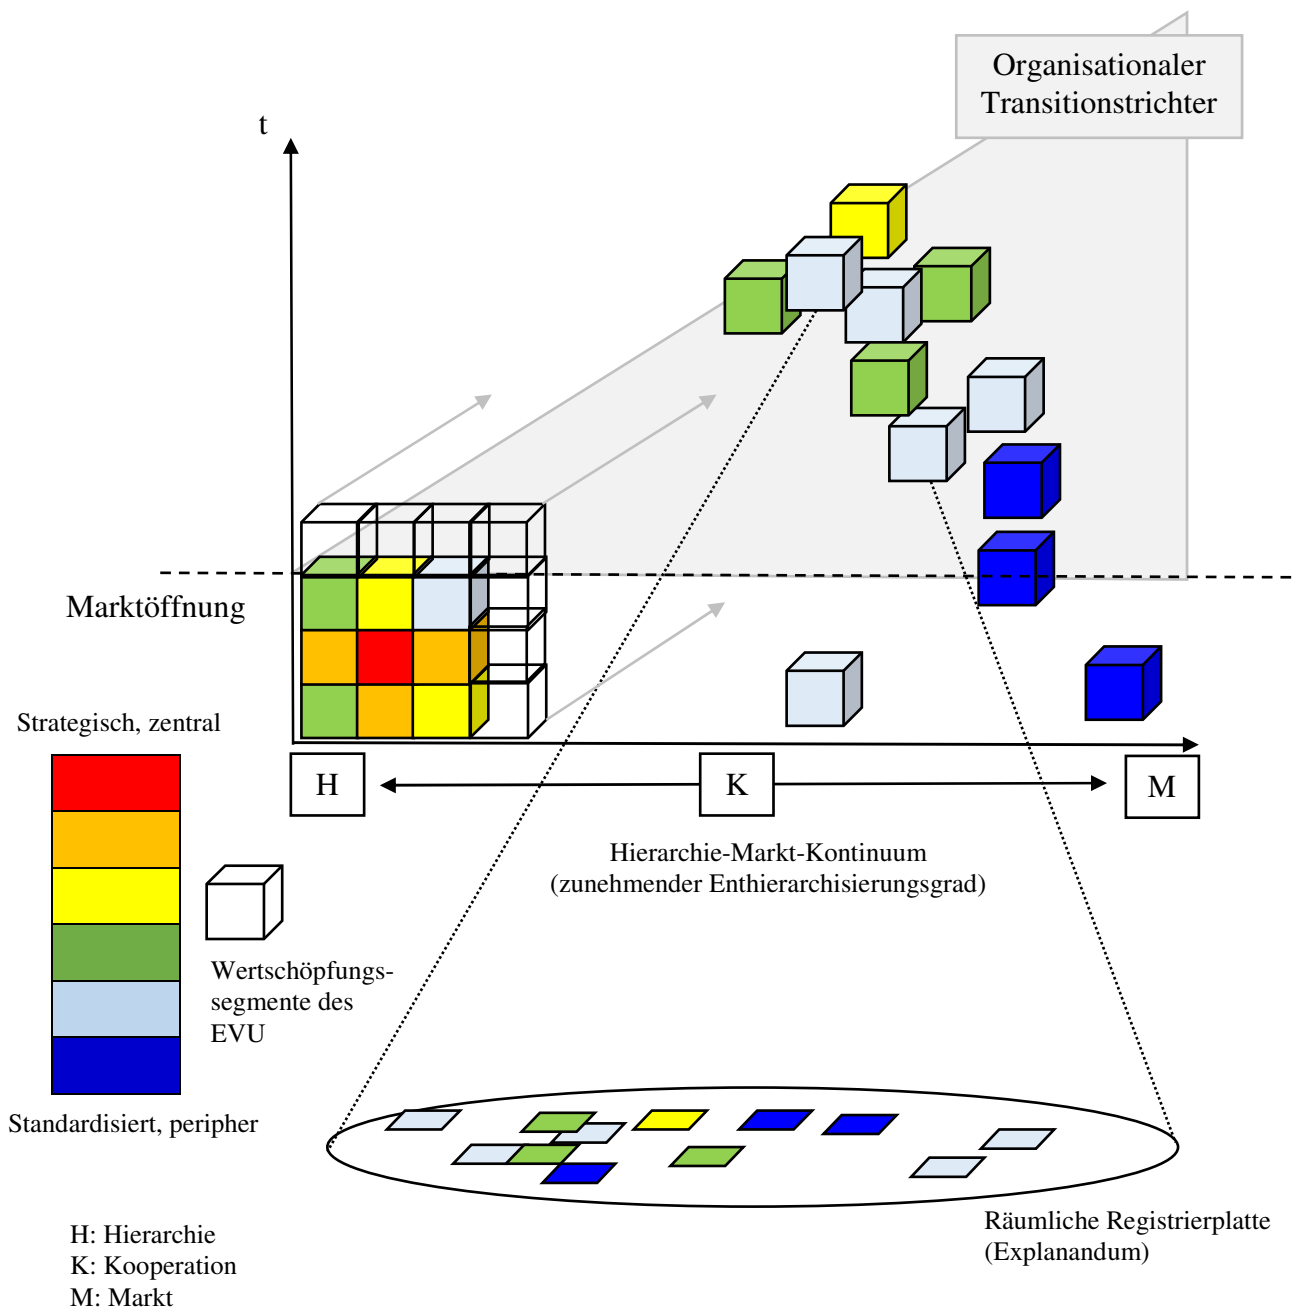 Organisationaler
Transitionstrichter
t
Marktöffnung
Strategisch, zentral
H
K
M
Hierarchie-Markt-Kontinuum
(zunehmender Enthierarchisierungsgrad)
Wertschöpfungs-
segmente des
EVU
Standardisiert, peripher
Räumliche Registrierplatte
(Explanandum)
H: Hierarchie
K: Kooperation
M: Markt